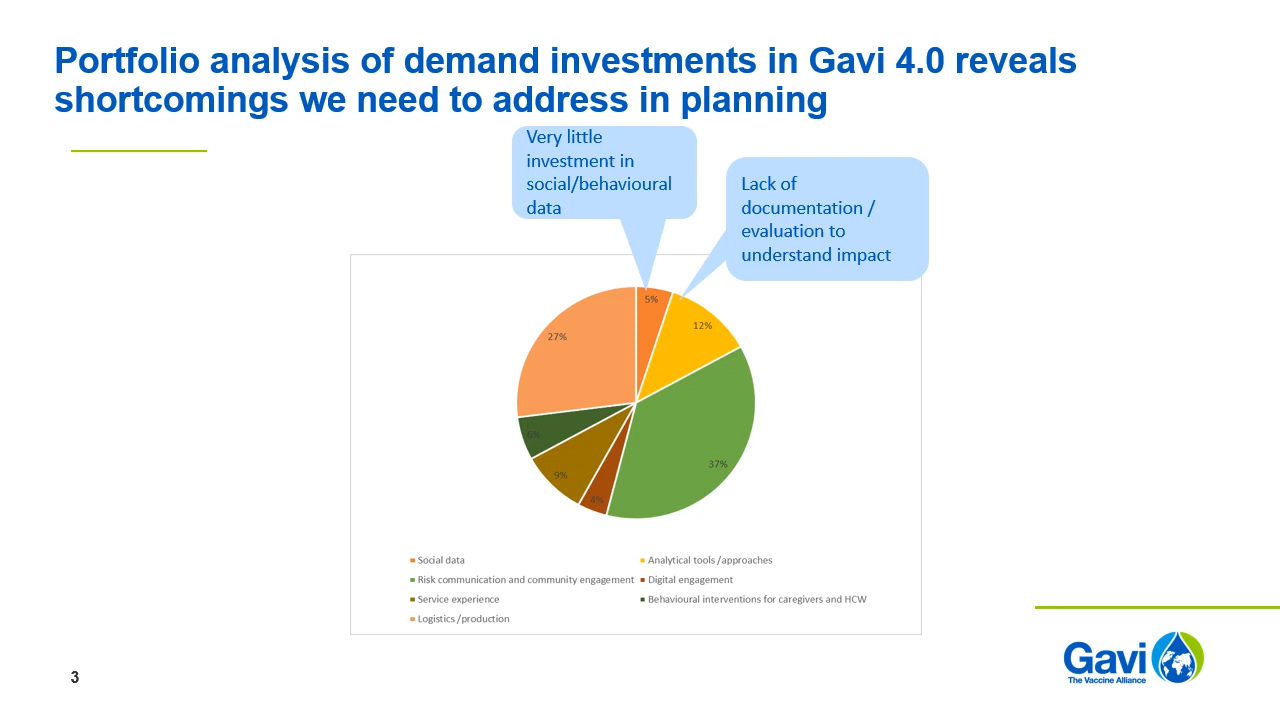 Portfolio analysis of demand investments in Gavi 4.0 reveals
shortcomings we need to address in planning
Very little
investment in
social/behavioural
data
Lack of
documentation /
evaluation to
understand impact
5%
12%
27%
37%
6%
9%
4%
Social data
Analytical tools /approaches
Risk communication and community engagement
Digital engagement
Service experience
Behavioural interventions for caregivers and HCW
Logistics /production
Gavi
The Vaccine Alliance
3